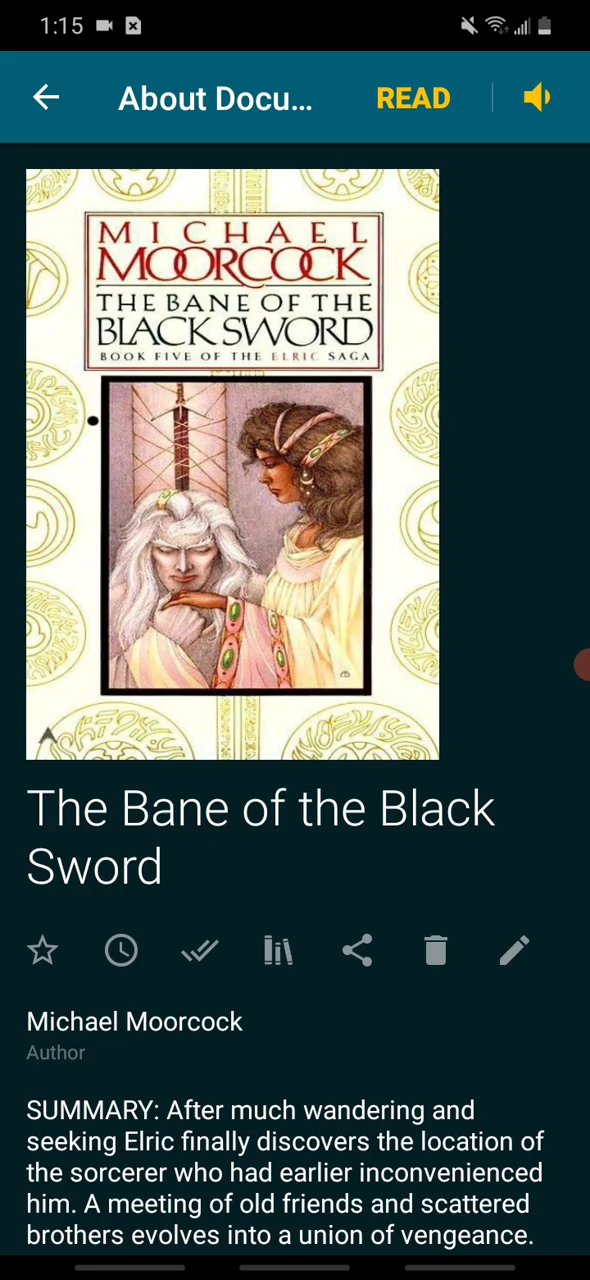 1:15
About Docu...
READ
MICHAEL
MOORCOCK
THE BANE OF THE
BLACK SWORD
BOOK FIVE OF THE ELRIC SAGA
The Bane of the Black
Sword
Michael Moorcock
Author
SUMMARY: After much wandering and
seeking Elric finally discovers the location of
the sorcerer who had earlier inconvenienced
him. A meeting of old friends and scattered
brothers evolves into a union of vengeance.